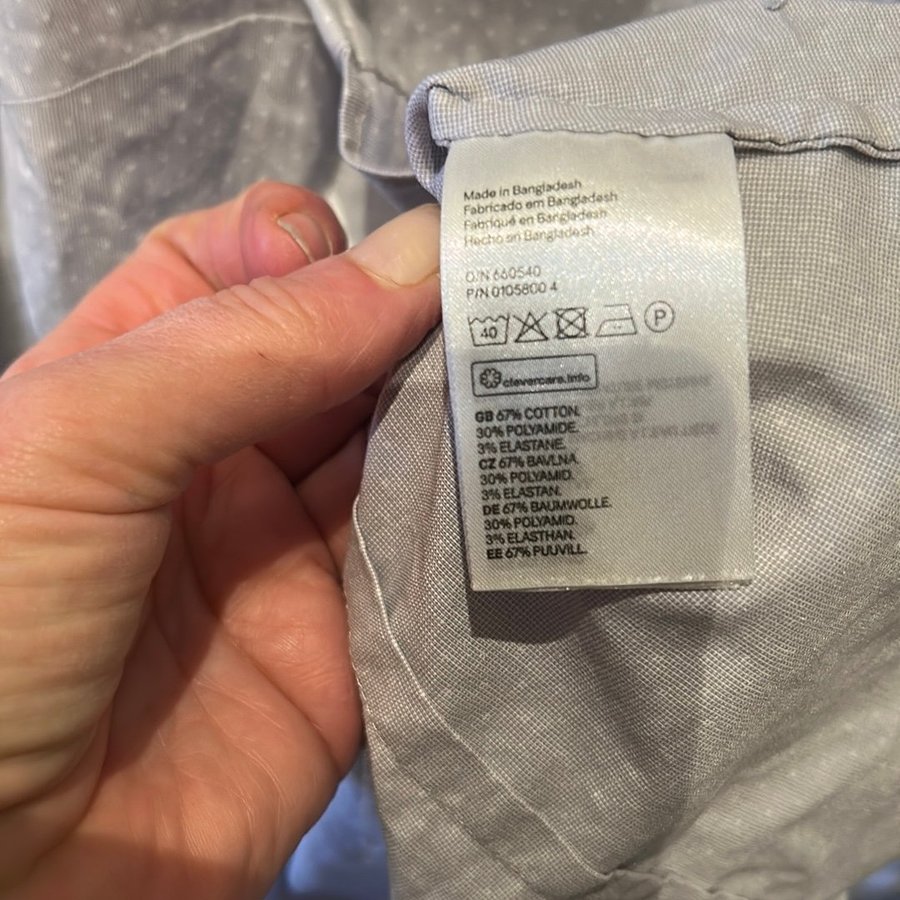 Made in Bangladesh
Fabricado em Bangladesh
Fabriqué en Bangladesh
Hecho en Bangladesh
O/N 660540
P/N 0105800 4
40 P
clevercare.info
GB 67% COTTON.
30% POLYAMIDE.
3% ELASTANE.
CZ 67% BAVLNA.
30% POLYAMID.
3% ELASTAN.
DE 67% BAUMWOLLE.
30% POLYAMID.
3% ELASTHAN.
EE 67% PUUVILL.